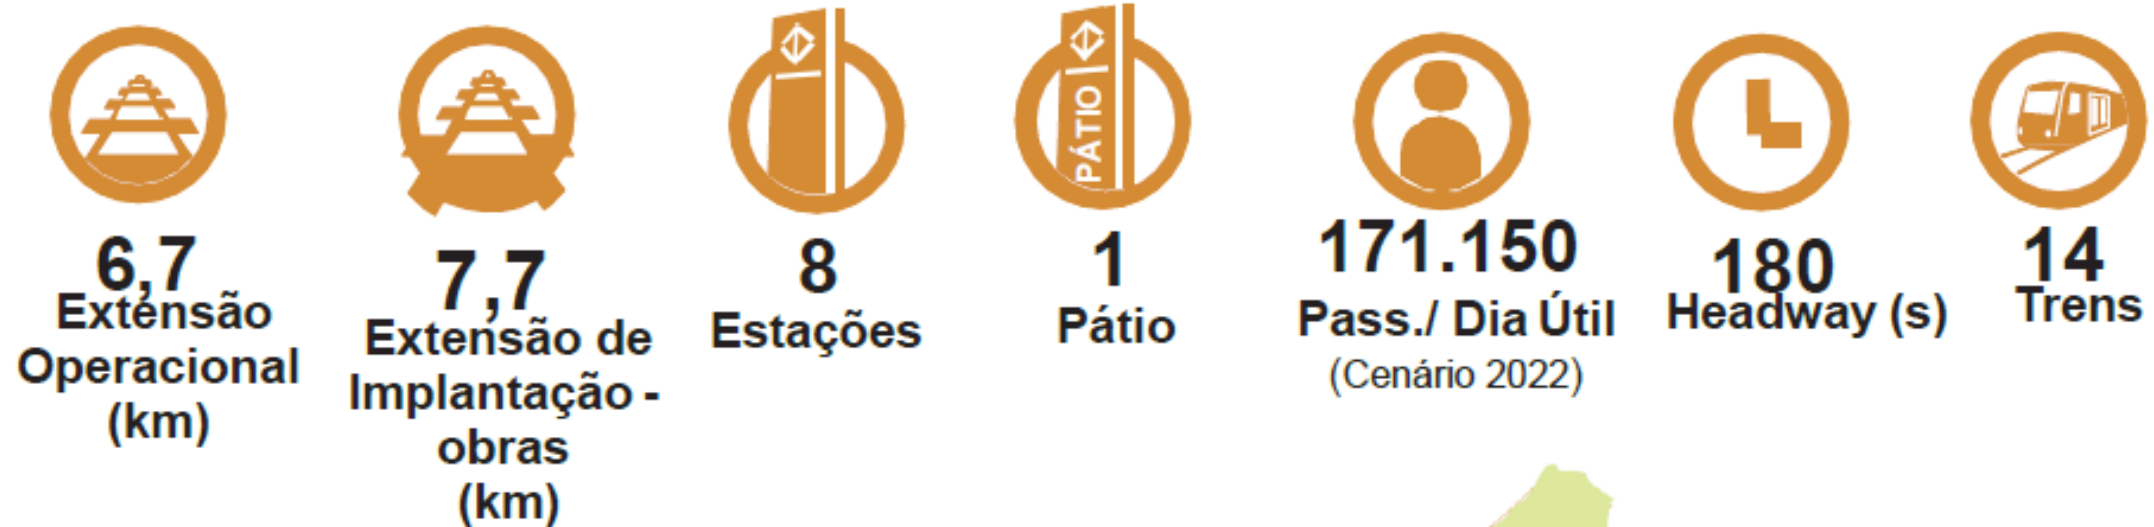 PÁTIO
6,7
Extensão
Operacional
(km)
7,7
Extensão de
Implantação -
obras
(km)
8
Estações
1
Pátio
171.150
Pass./ Dia Útil
(Cenário 2022)
180
Headway (s)
14
Trens